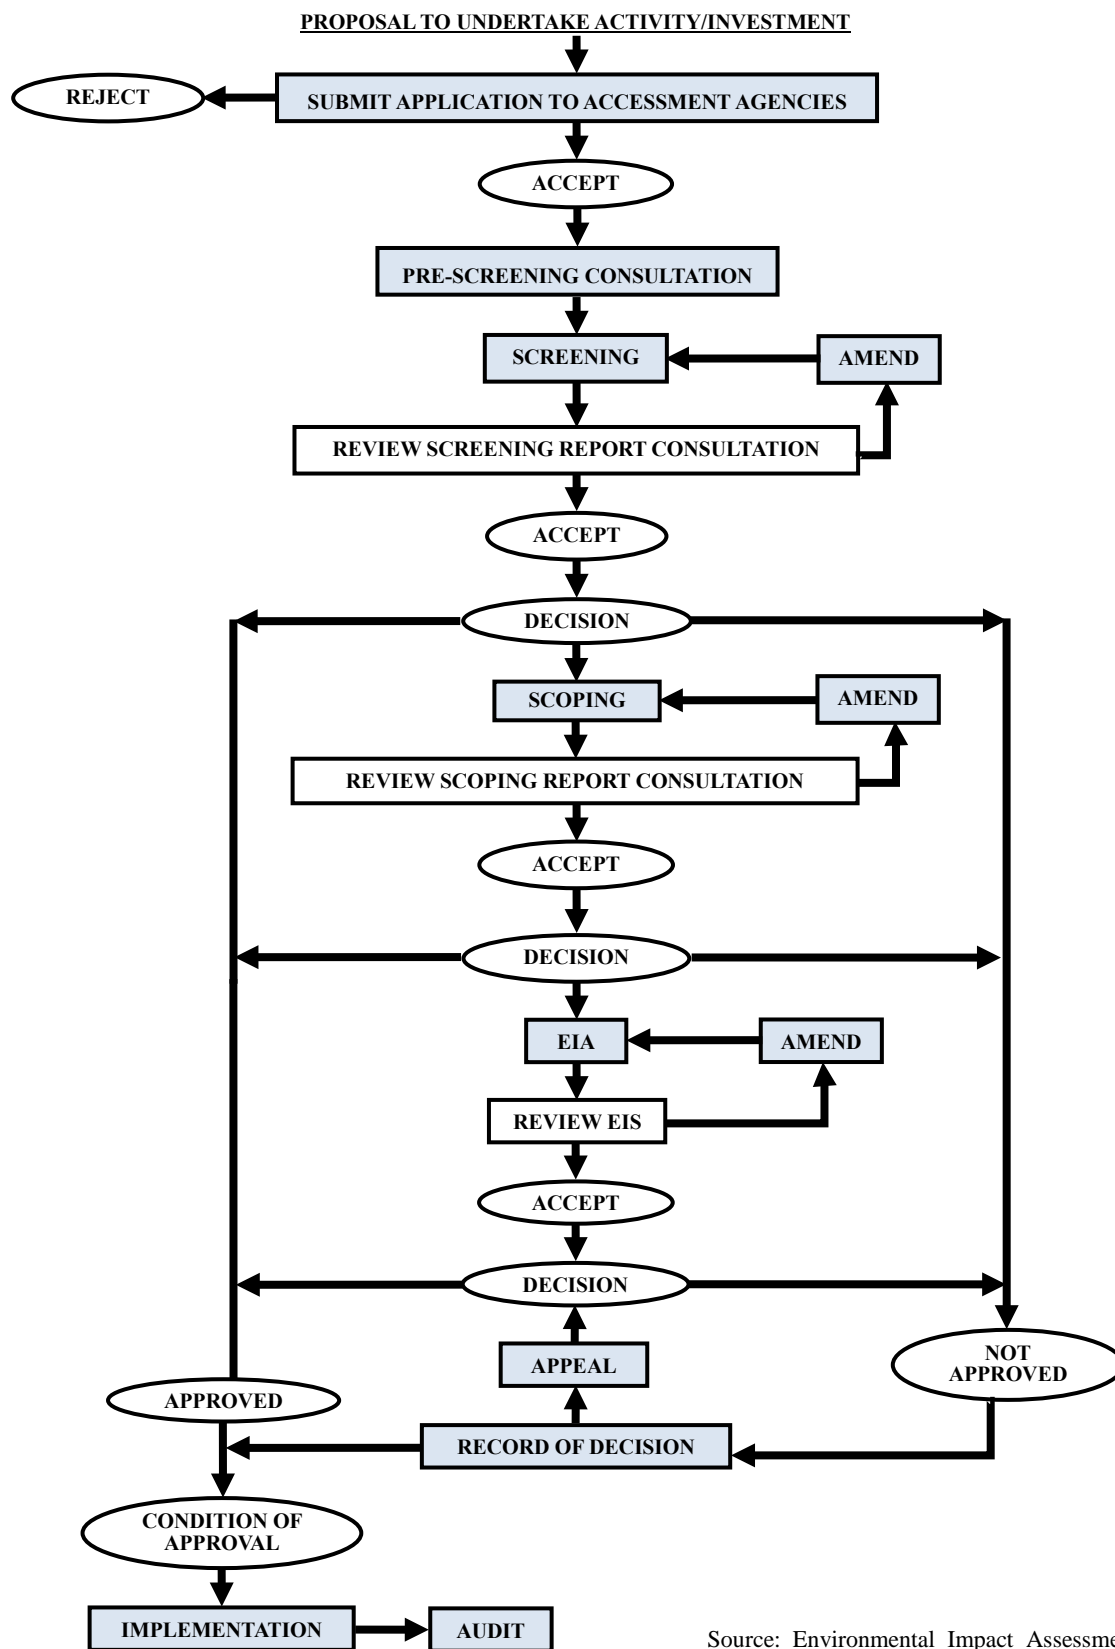 PROPOSAL TO UNDERTAKE ACTIVITY/INVESTMENT
REJECT
SUBMIT APPLICATION TO ACCESSMENT AGENCIES
ACCEPT
PRE-SCREENING CONSULTATION
SCREENING
AMEND
REVIEW SCREENING REPORT CONSULTATION
ACCEPT
DECISION
SCOPING
AMEND
REVIEW SCOPING REPORT CONSULTATION
ACCEPT
DECISION
EIA
AMEND
REVIEW EIS
ACCEPT
DECISION
APPEAL
NOT
APPROVED
APPROVED
RECORD OF DECISION
CONDITION OF
APPROVAL
IMPLEMENTATION
AUDIT
Source: Environmental Impact Assessme